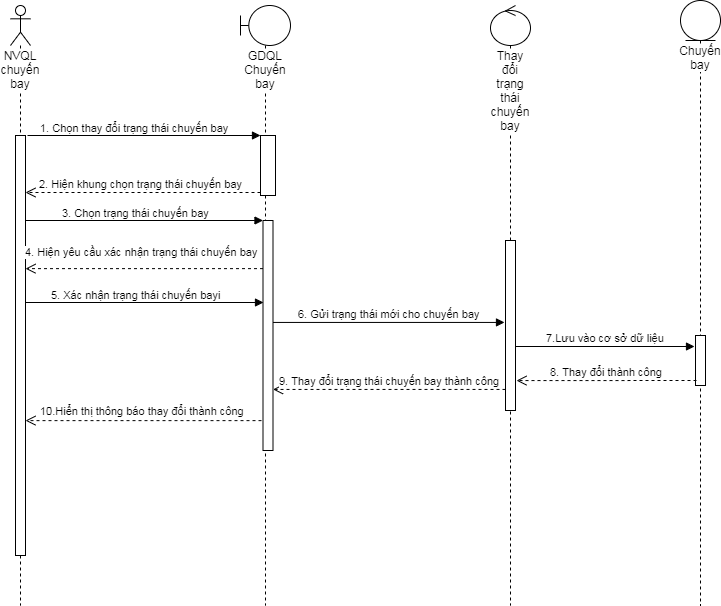 NVQL
chuyến
bay
GDQL
Chuyến
bay
Thay
đổi
trạng
thái
chuyến
bay
Chuyến
bay
1. Chọn thay đổi trạng thái chuyến bay
2. Hiện khung chọn trạng thái chuyến bay
3. Chọn trạng thái chuyến bay
4. Hiện yêu cầu xác nhận trạng thái chuyến bay
5. Xác nhận trạng thái chuyến bayi
6. Gửi trạng thái mới cho chuyến bay
7.Lưu vào cơ sở dữ liệu
8. Thay đổi thành công
9. Thay đổi trạng thái chuyến bay thành công
10.Hiển thị thông báo thay đổi thành công